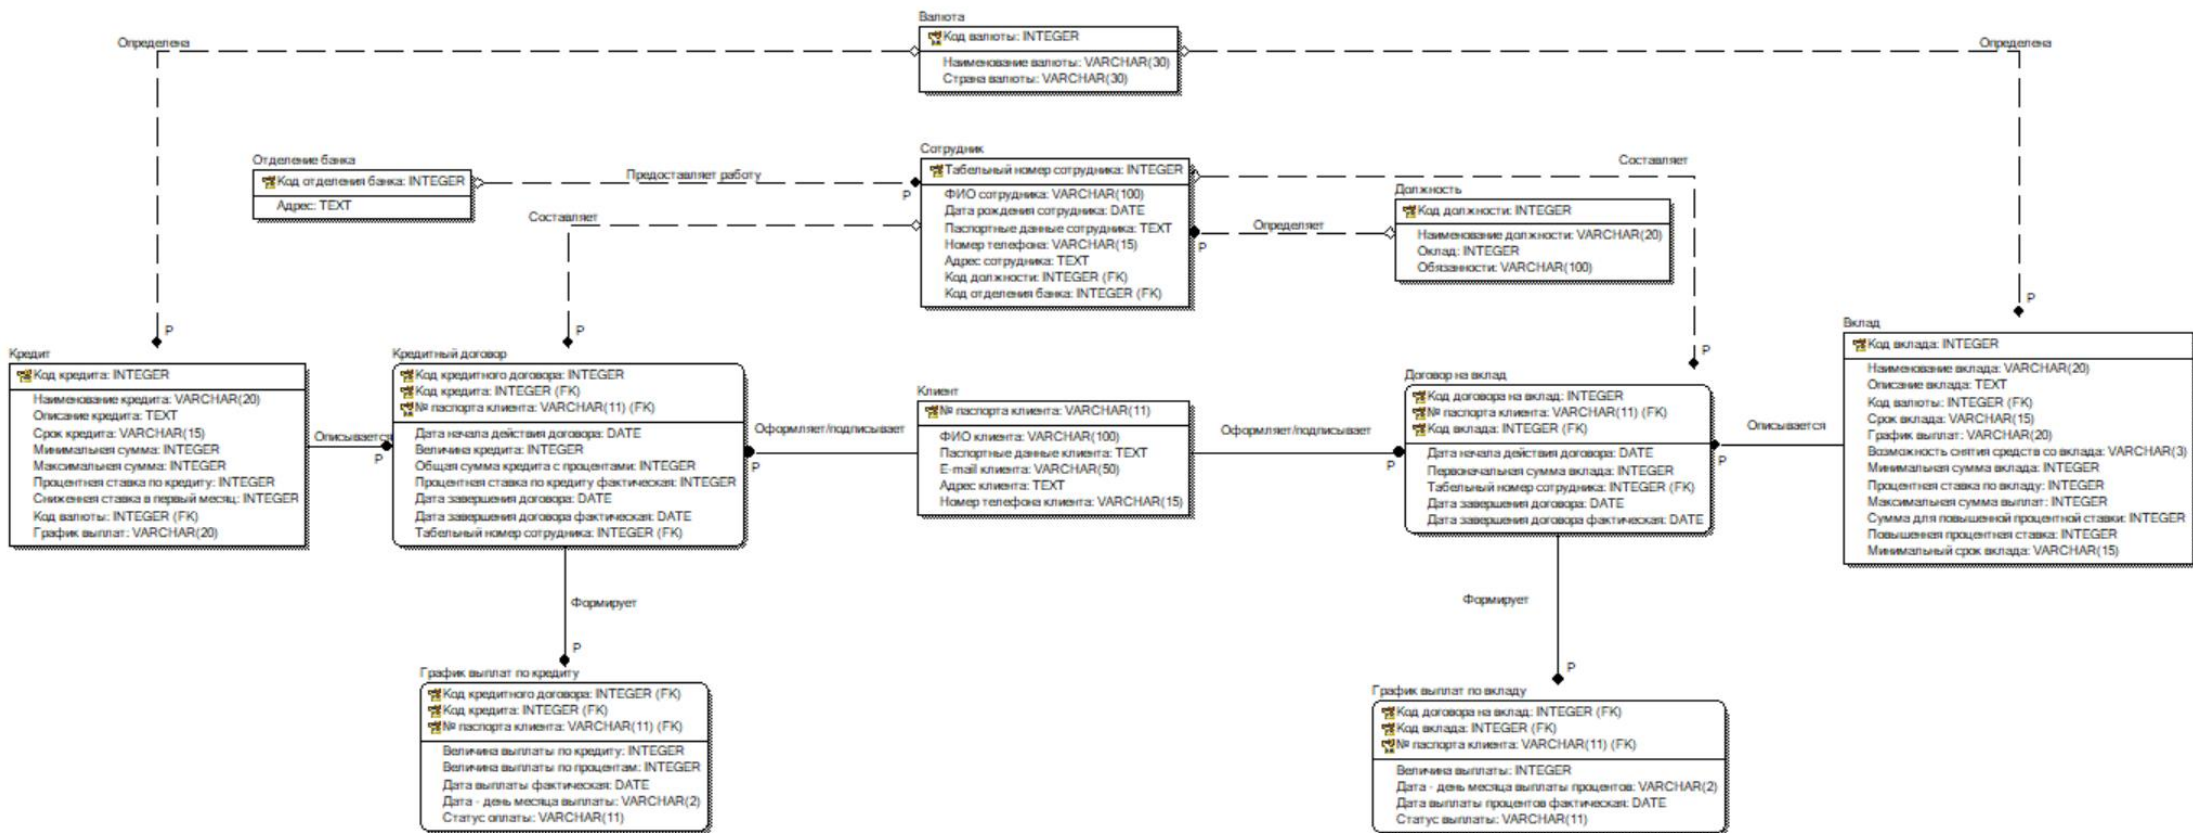 Валюта
Код валюты: INTEGER
Наименование валюты: VARCHAR(30)
Страна валюты: VARCHAR(30)
Определена
Определена
Отделение банка
Код отделения банка: INTEGER
Адрес: TEXT
Предоставляет работу
P
Сотрудник
Табельный номер сотрудника: INTEGER
ФИО сотрудника: VARCHAR(100)
Дата рождения сотрудника: DATE
Паспортные данные сотрудника: TEXT
Номер телефона: VARCHAR(15)
Адрес сотрудника: TEXT
Код должности: INTEGER (FK)
Код отделения банка: INTEGER (FK)
Составляет
Составляет
Определяет
P
Должность
Код должности: INTEGER
Наименование должности: VARCHAR(20)
Оклад: INTEGER
Обязанности: VARCHAR(100)
P
P
P
P
Кредит
Код кредита: INTEGER
Наименование кредита: VARCHAR(20)
Описание кредита: TEXT
Срок кредита: VARCHAR(15)
Минимальная сумма: INTEGER
Максимальная сумма: INTEGER
Процентная ставка по кредиту: INTEGER
Сниженная ставка в первый месяц: INTEGER
Код валюты: INTEGER (FK)
График выплат: VARCHAR(20)
Описывается
P
Кредитный договор
Код кредитного договора: INTEGER
Код кредита: INTEGER (FK)
№ паспорта клиента: VARCHAR(11) (FK)
Дата начала действия договора: DATE
Величина кредита: INTEGER
Общая сумма кредита с процентами: INTEGER
Процентная ставка по кредиту фактическая: INTEGER
Дата завершения договора: DATE
Дата завершения договора фактическая: DATE
Табельный номер сотрудника: INTEGER (FK)
Оформляет/подписывает
P
Клиент
№ паспорта клиента: VARCHAR(11)
ФИО клиента: VARCHAR(100)
Паспортные данные клиента: TEXT
E-mail клиента: VARCHAR(50)
Адрес клиента: TEXT
Номер телефона клиента: VARCHAR(15)
Оформляет/подписывает
P
Договор на вклад
Код договора на вклад: INTEGER
№ паспорта клиента: VARCHAR(11) (FK)
Код вклада: INTEGER (FK)
Дата начала действия договора: DATE
Первоначальная сумма вклада: INTEGER
Табельный номер сотрудника: INTEGER (FK)
Дата завершения договора: DATE
Дата завершения договора фактическая: DATE
Описывается
P
Вклад
Код вклада: INTEGER
Наименование вклада: VARCHAR(20)
Описание вклада: TEXT
Код валюты: INTEGER (FK)
Срок вклада: VARCHAR(15)
График выплат: VARCHAR(20)
Возможность снятия средств со вклада: VARCHAR(3)
Минимальная сумма вклада: INTEGER
Процентная ставка по вкладу: INTEGER
Максимальная сумма выплат: INTEGER
Сумма для повышенной процентной ставки: INTEGER
Повышенная процентная ставка: INTEGER
Минимальный срок вклада: VARCHAR(15)
Формирует
P
График выплат по кредиту
Код кредитного договора: INTEGER (FK)
Код кредита: INTEGER (FK)
№ паспорта клиента: VARCHAR(11) (FK)
Величина выплаты по кредиту: INTEGER
Величина выплаты по процентам: INTEGER
Дата выплаты фактическая: DATE
Дата - день месяца выплаты: VARCHAR(2)
Статус оплаты: VARCHAR(11)
Формирует
P
График выплат по вкладу
Код договора на вклад: INTEGER (FK)
Код вклада: INTEGER (FK)
№ паспорта клиента: VARCHAR(11) (FK)
Величина выплаты: INTEGER
Дата - день месяца выплаты процентов: VARCHAR(2)
Дата выплаты процентов фактическая: DATE
Статус выплаты: VARCHAR(11)